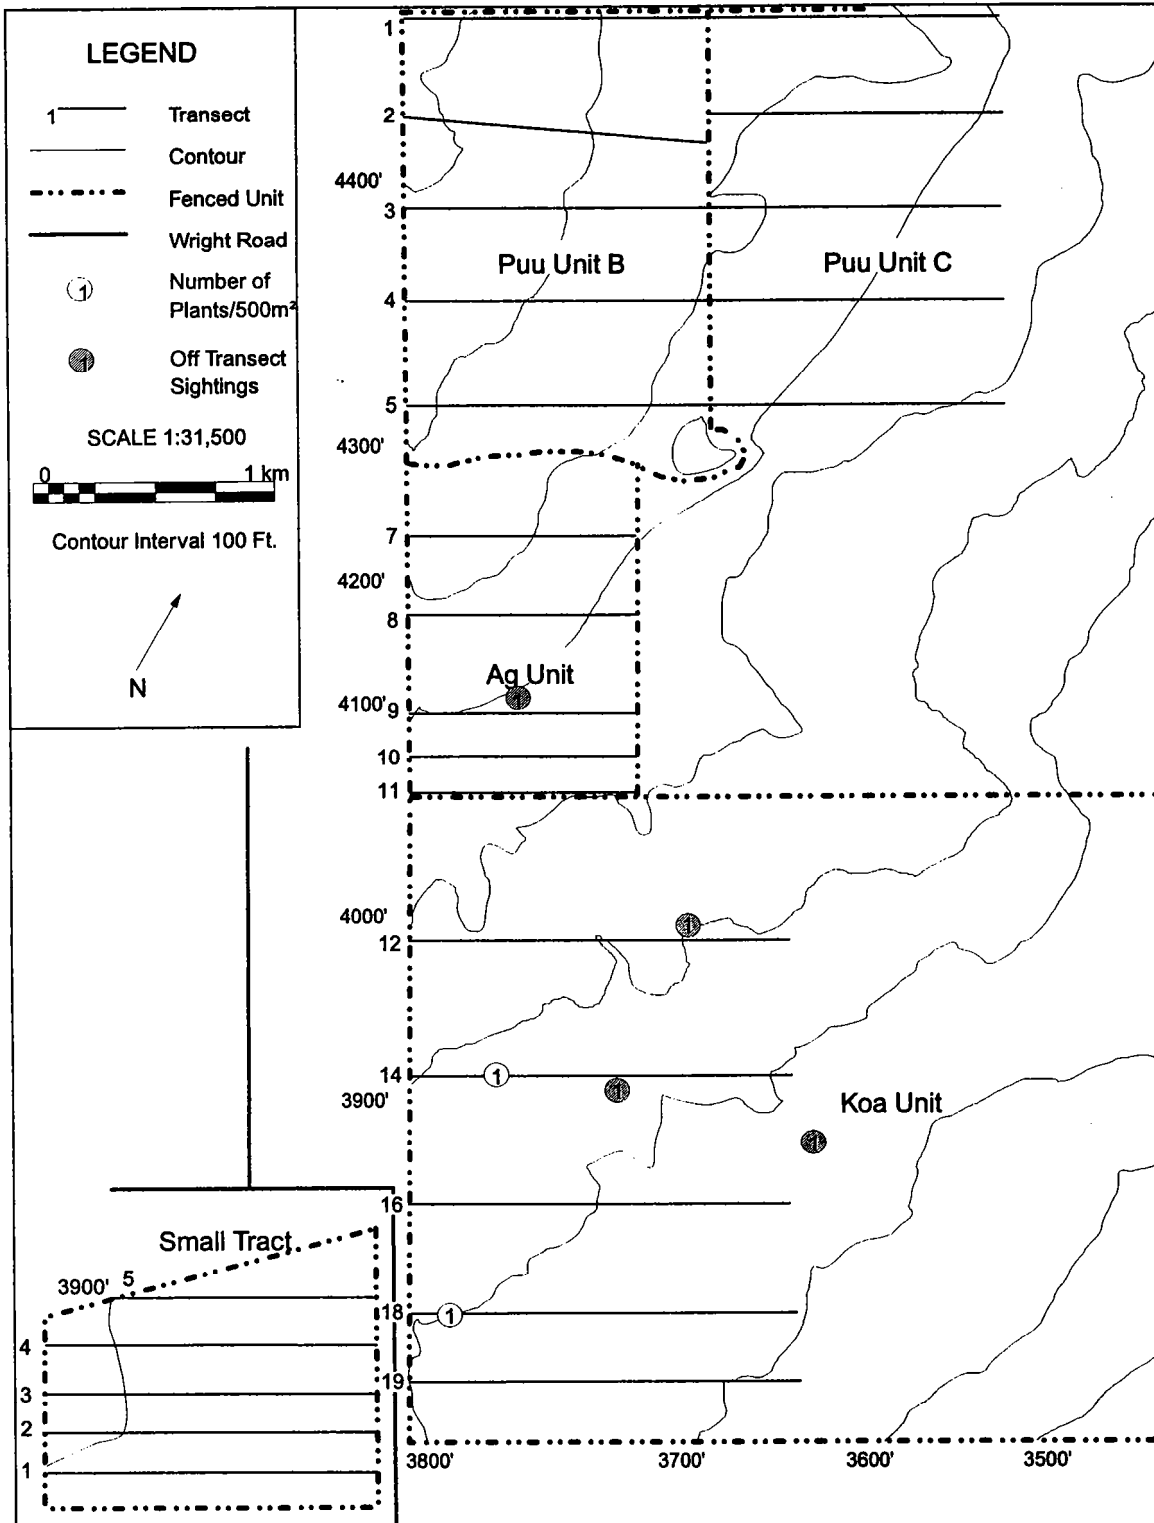 LEGEND
1 Transect
Contour
Fenced Unit
Wright Road
1 Number of
Plants/500m²
1 Off Transect
Sightings
SCALE 1:31,500
0 1 km
Contour Interval 100 Ft.
N
1
2
4400'
3
Puu Unit B
Puu Unit C
4
5
4300'
7
4200'
8
Ag Unit
1
4100'
9
10
11
4000'
1
12
14
1
1
3900'
Koa Unit
1
16
Small Tract
3900'
5
18
1
4
3
19
2
1
3800'
3700'
3600'
3500'